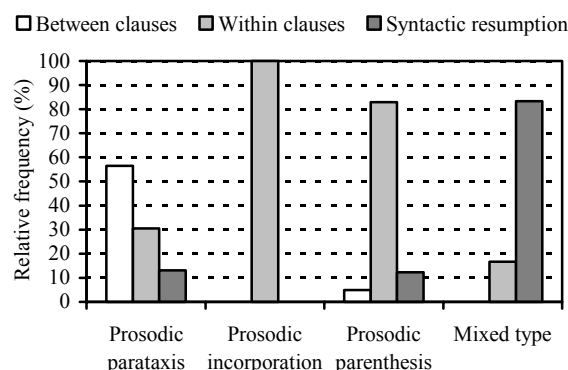 Between clauses Within clauses Syntactic resumption
100
90
80
70
60
50
40
30
20
10
0
Relative frequency (%)
Prosodic parataxis
Prosodic incorporation
Prosodic parenthesis
Mixed type